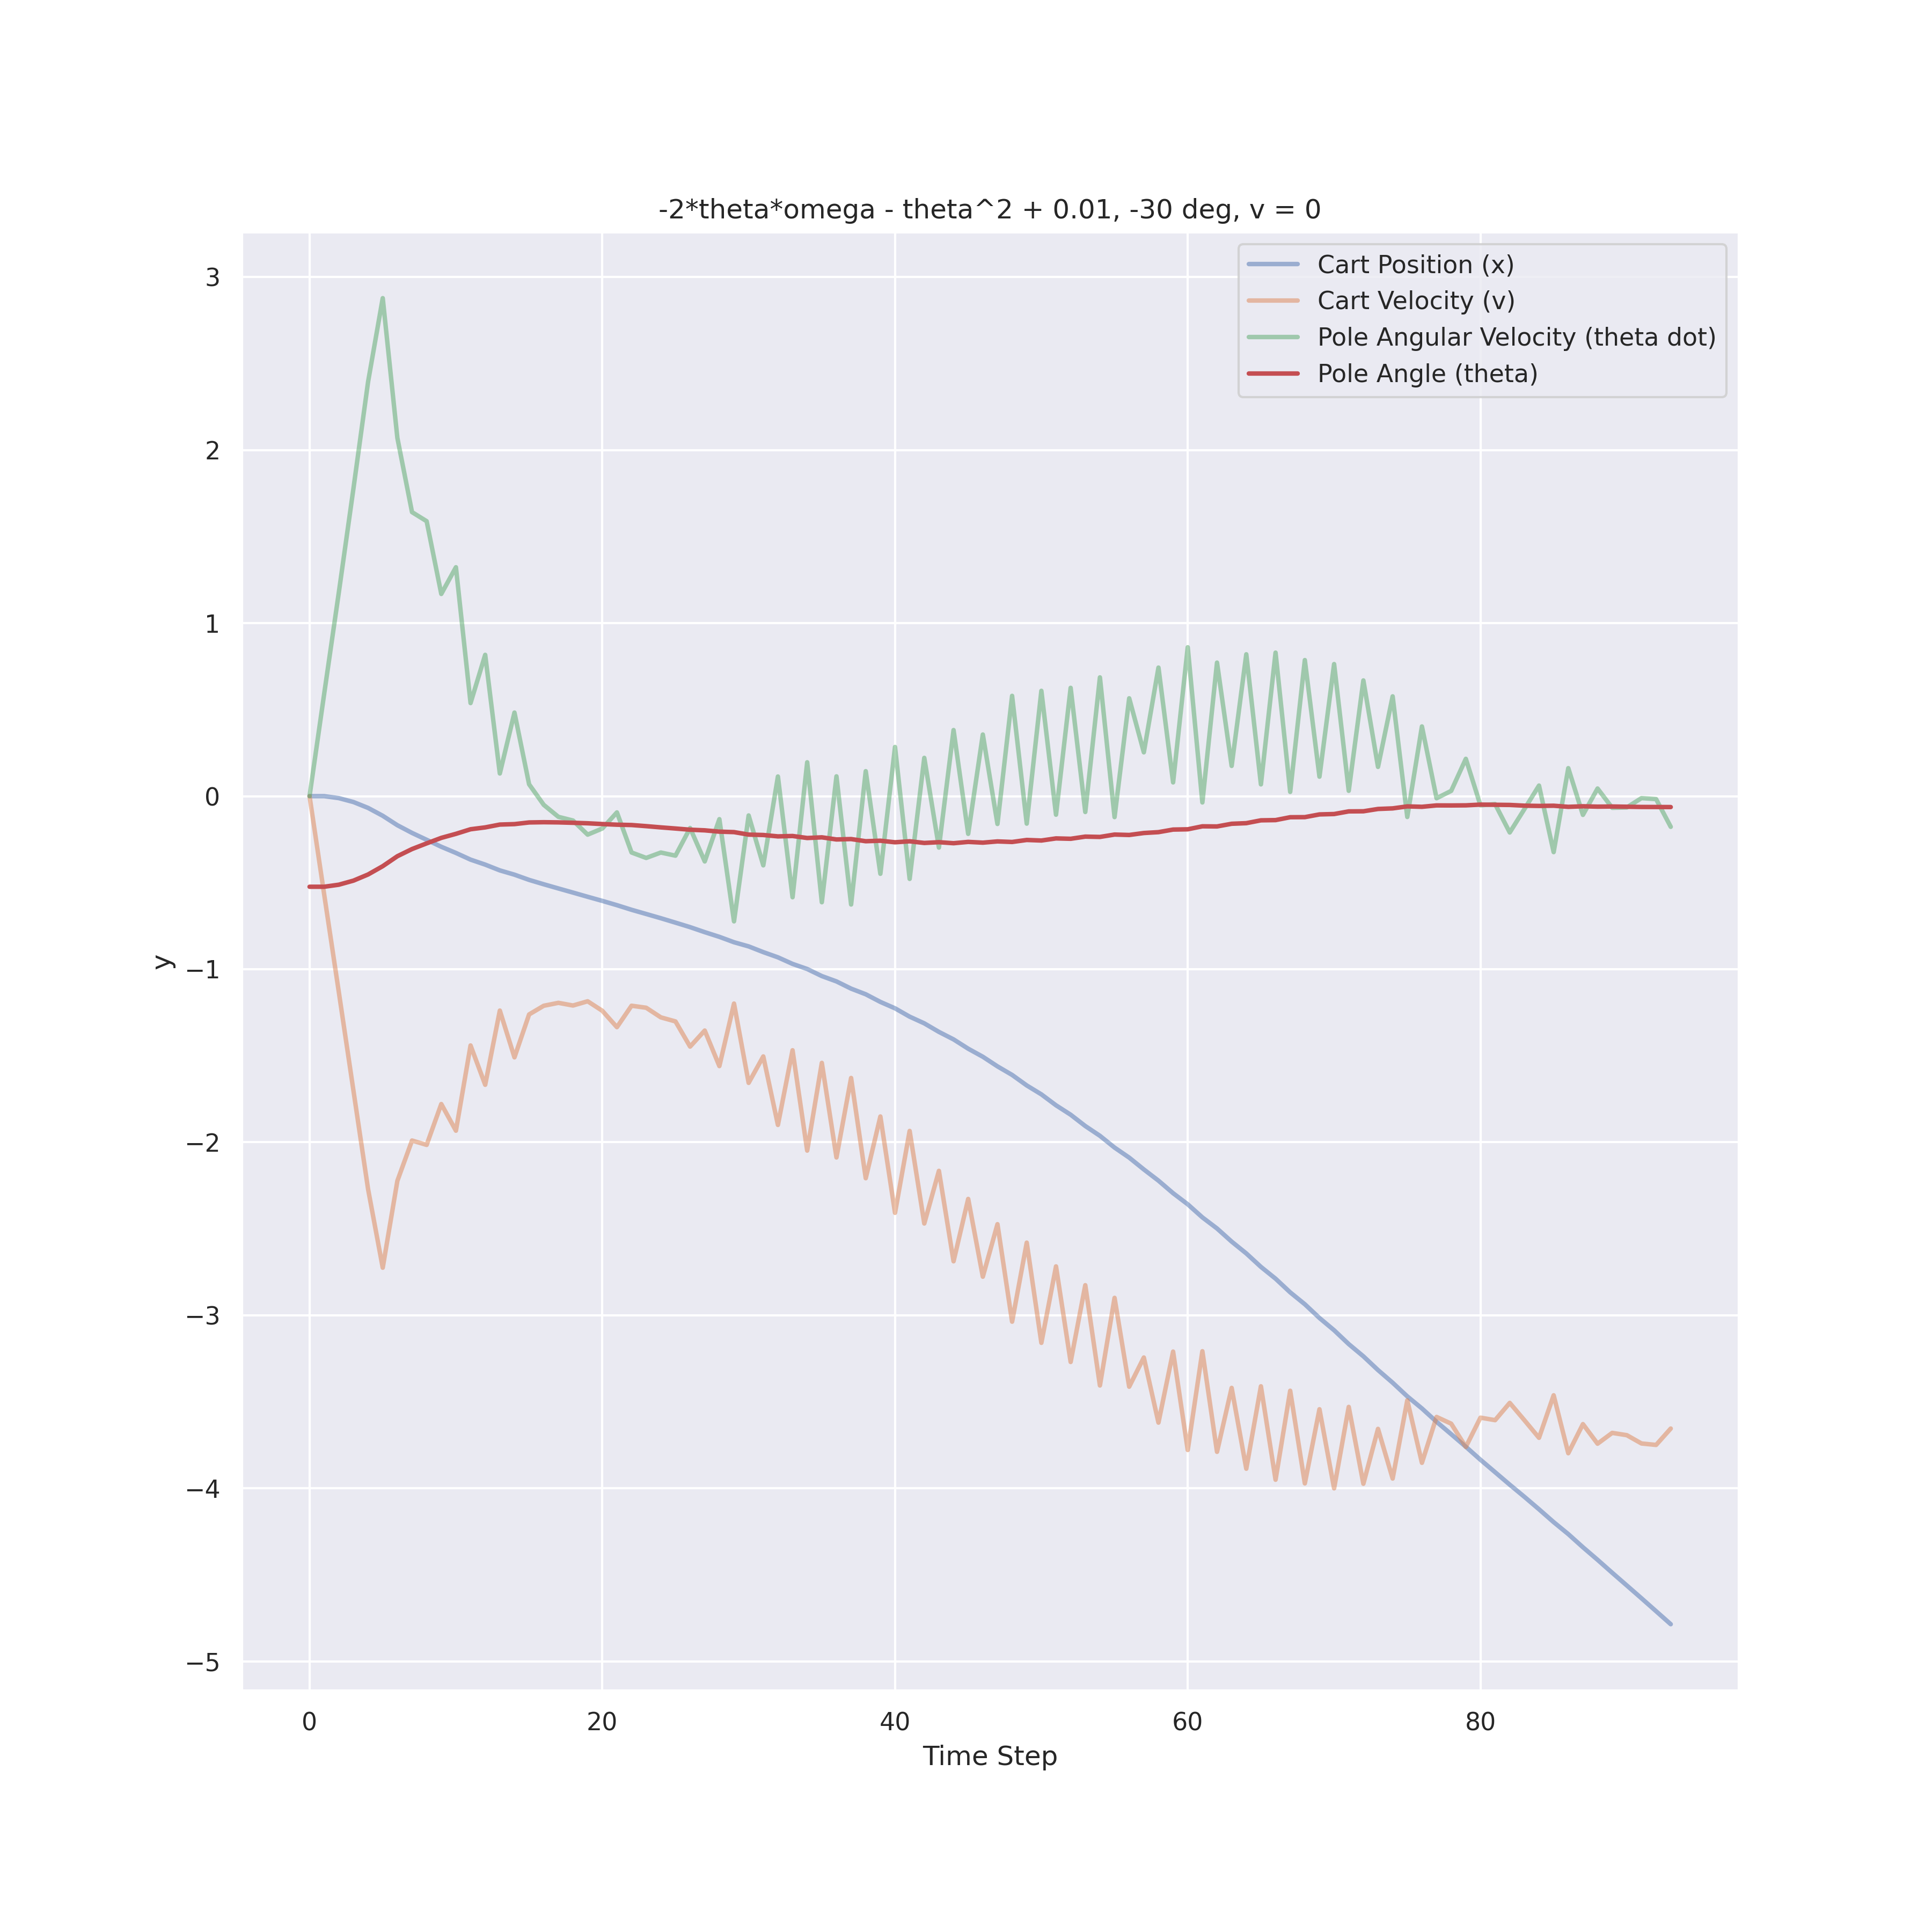 -2*theta*omega - theta^2 + 0.01, -30 deg, v = 0
Cart Position (x)
Cart Velocity (v)
Pole Angular Velocity (theta dot)
Pole Angle (theta)
3
2
1
0
−1
−2
−3
−4
−5
y
0 20 40 60 80
Time Step